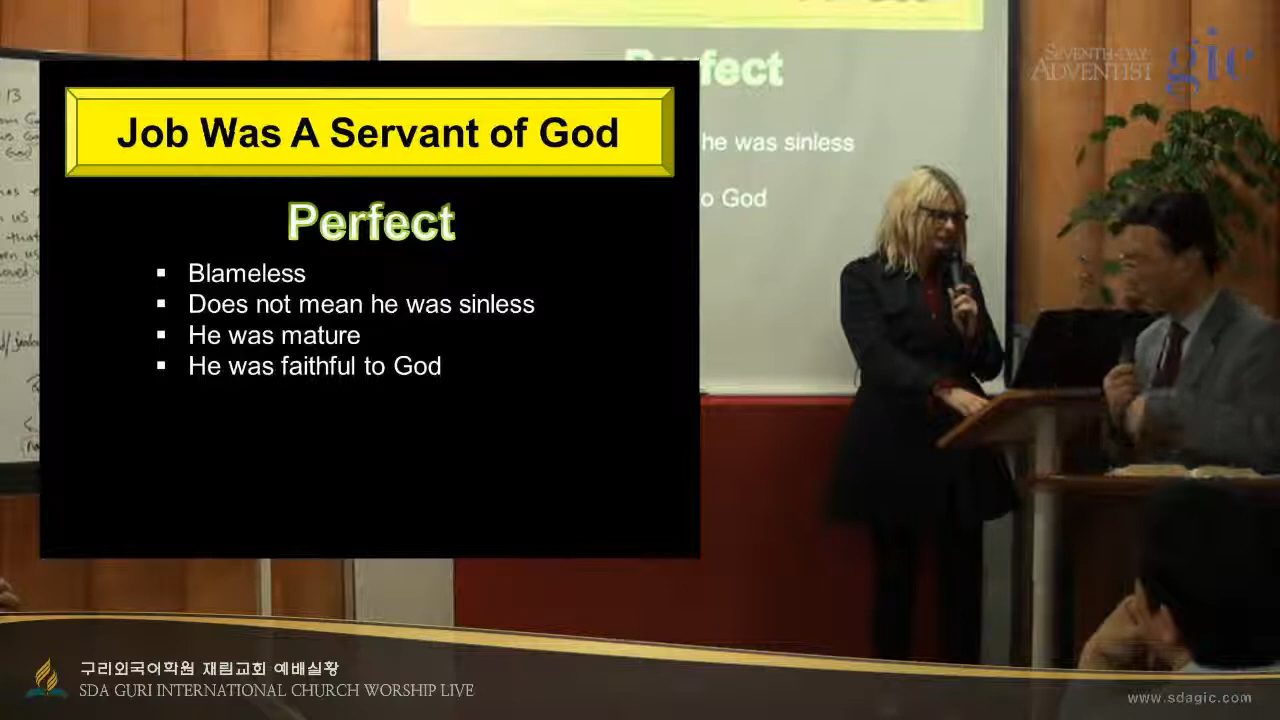 Job Was A Servant of God
Perfect
▪ Blameless
▪ Does not mean he was sinless
▪ He was mature
▪ He was faithful to God
fect
he was sinless
o God
SEVENTH-DAY
ADVENTIST
gic
13
구리외국어학원 재림교회 예배실황
SDA GURI INTERNATIONAL CHURCH WORSHIP LIVE
www.sdagic.com